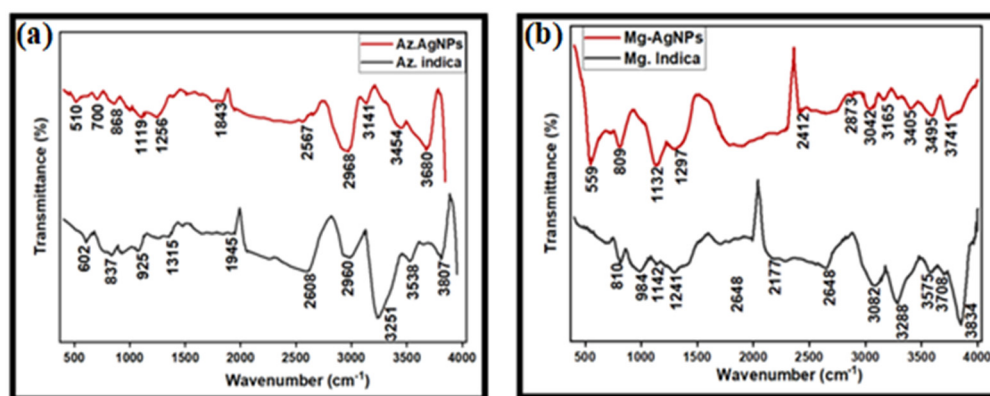 (a)
Az.AgNPs
Az. indica
Transmittance (%)
510 700 868 1119 1256 1843 2567 2968 3141 3454 3680
602 837 925 1315 1945 2608 2960 3251 3538 3807
500 1000 1500 2000 2500 3000 3500 4000
Wavenumber (cm⁻¹)
(b)
Mg-AgNPs
Mg. Indica
Transmittance (%)
559 809 1132 1297 2412 2873 3042 3165 3405 3495 3741
810 984 1142 1241 2648 2177 2648 3082 3288 3575 3708 3834
500 1000 1500 2000 2500 3000 3500 4000
Wavenumber (cm⁻¹)